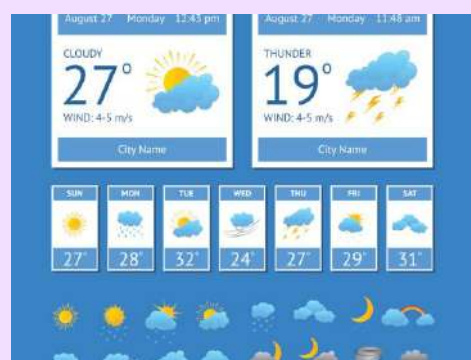 August 27 Monday 12:43 pm
CLOUDY
27°
WIND: 4-5 m/s
City Name
August 27 Monday 11:48 am
THUNDER
19°
WIND: 4-5 m/s
City Name
SUN MON TUE WED THU FRI SAT
27° 28° 32° 24° 27° 29° 31°